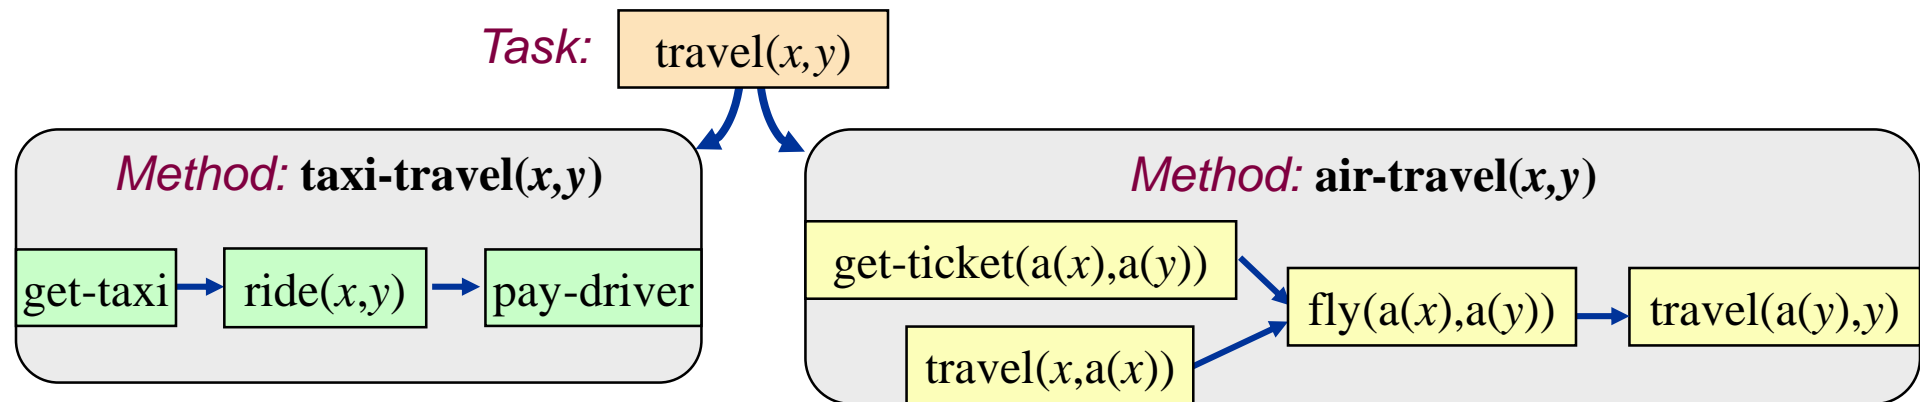 Task: travel(x,y)
Method: taxi-travel(x,y)
get-taxi ride(x,y) pay-driver
Method: air-travel(x,y)
get-ticket(a(x),a(y))
travel(x,a(x))
fly(a(x),a(y)) travel(a(y),y)